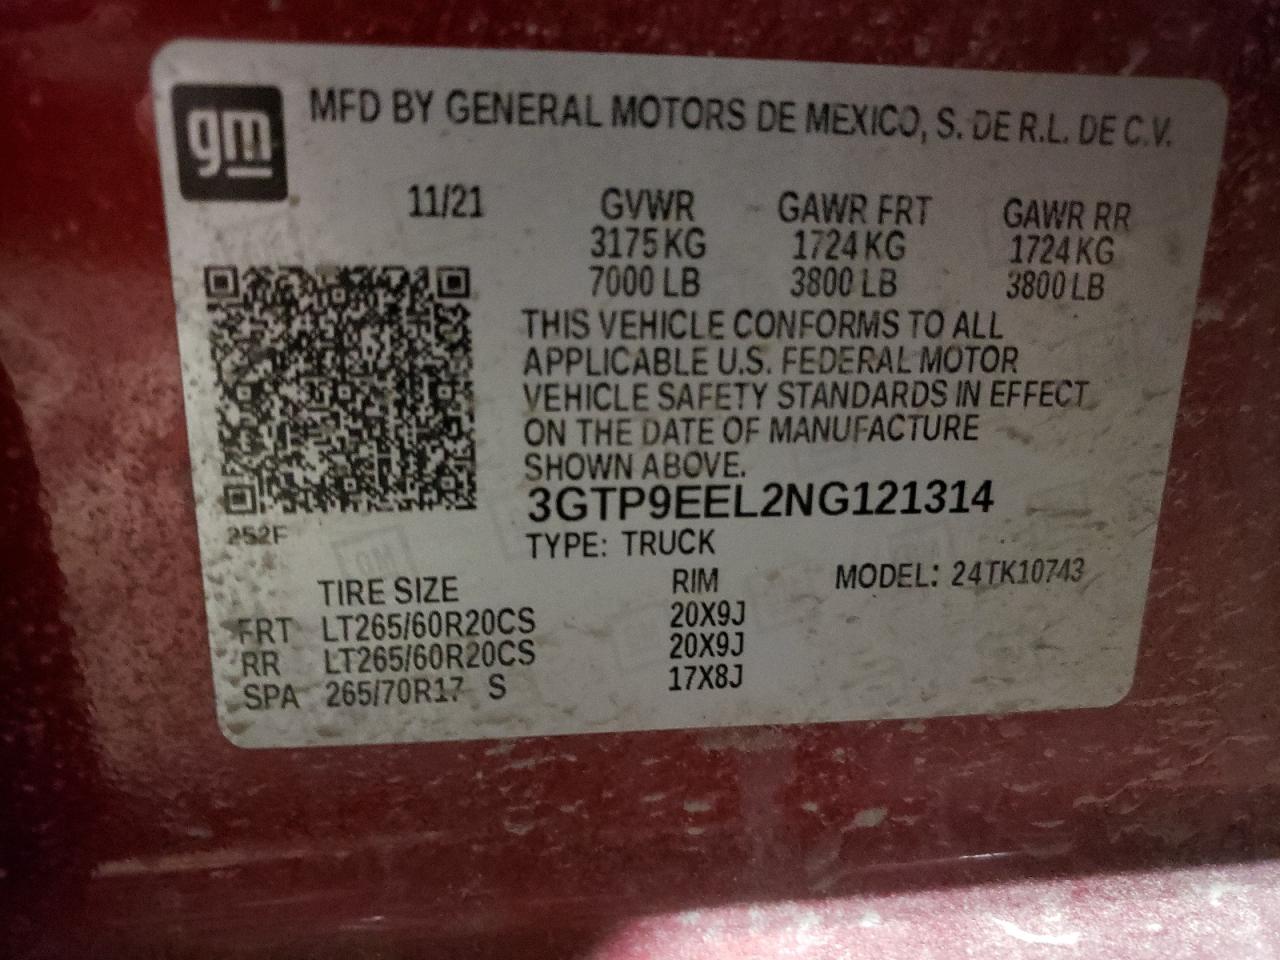 gm
MFD BY GENERAL MOTORS DE MEXICO, S. DE R.L. DE C.V.
11/21 GVWR GAWR FRT GAWR RR
3175 KG 1724 KG 1724 KG
7000 LB 3800 LB 3800 LB
THIS VEHICLE CONFORMS TO ALL
APPLICABLE U.S. FEDERAL MOTOR
VEHICLE SAFETY STANDARDS IN EFFECT
ON THE DATE OF MANUFACTURE
SHOWN ABOVE.
3GTP9EEL2NG121314
252F
TYPE: TRUCK
TIRE SIZE RIM MODEL: 24TK10743
FRT LT265/60R20CS 20X9J
RR LT265/60R20CS 20X9J
SPA 265/70R17 S 17X8J